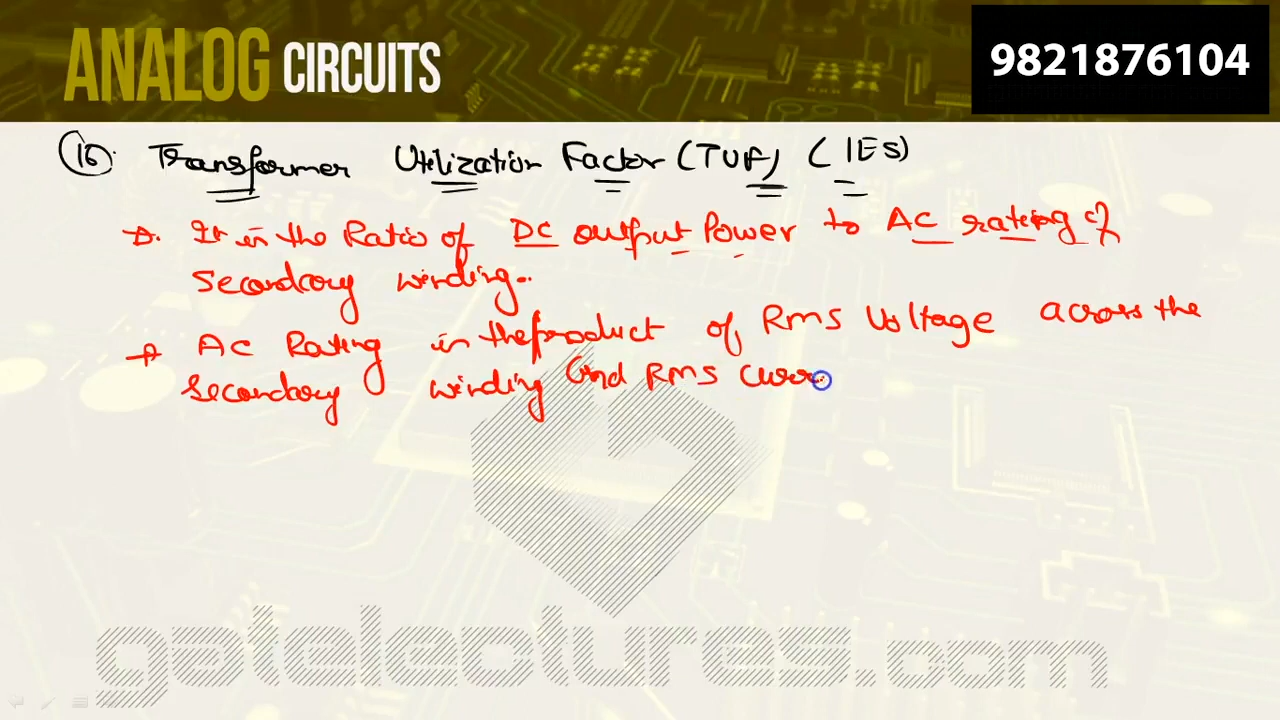 ANALOG CIRCUITS
9821876104
(16). Transformer Utilization Factor (TUF) (IES)
→. It is the Ratio of DC output Power to AC rating of
secondary winding.
→ AC Rating is the product of RMS Voltage across the
secondary winding and RMS curr
gatelectures.com